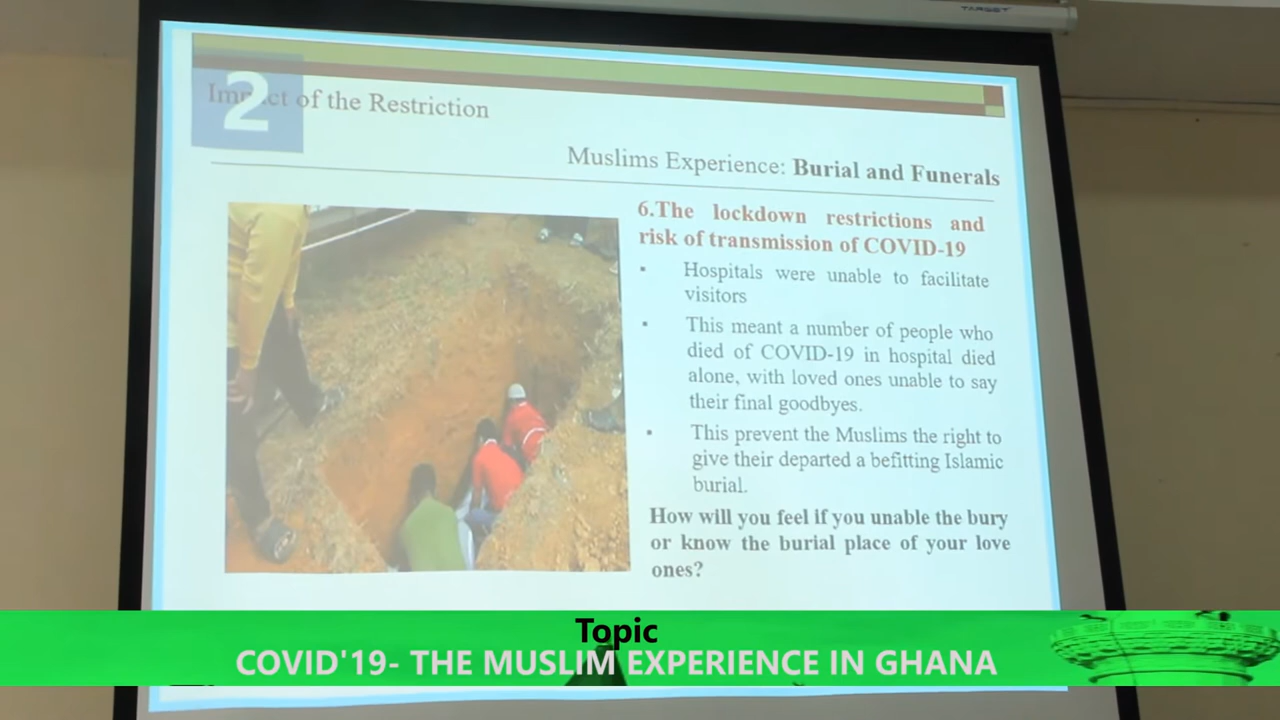 TARGET
2
Impact of the Restriction
Muslims Experience: Burial and Funerals
6.The lockdown restrictions and
risk of transmission of COVID-19
▪ Hospitals were unable to facilitate
visitors
▪ This meant a number of people who
died of COVID-19 in hospital died
alone, with loved ones unable to say
their final goodbyes.
▪ This prevent the Muslims the right to
give their departed a befitting Islamic
burial.
How will you feel if you unable the bury
or know the burial place of your love
ones?
Topic
COVID'19- THE MUSLIM EXPERIENCE IN GHANA